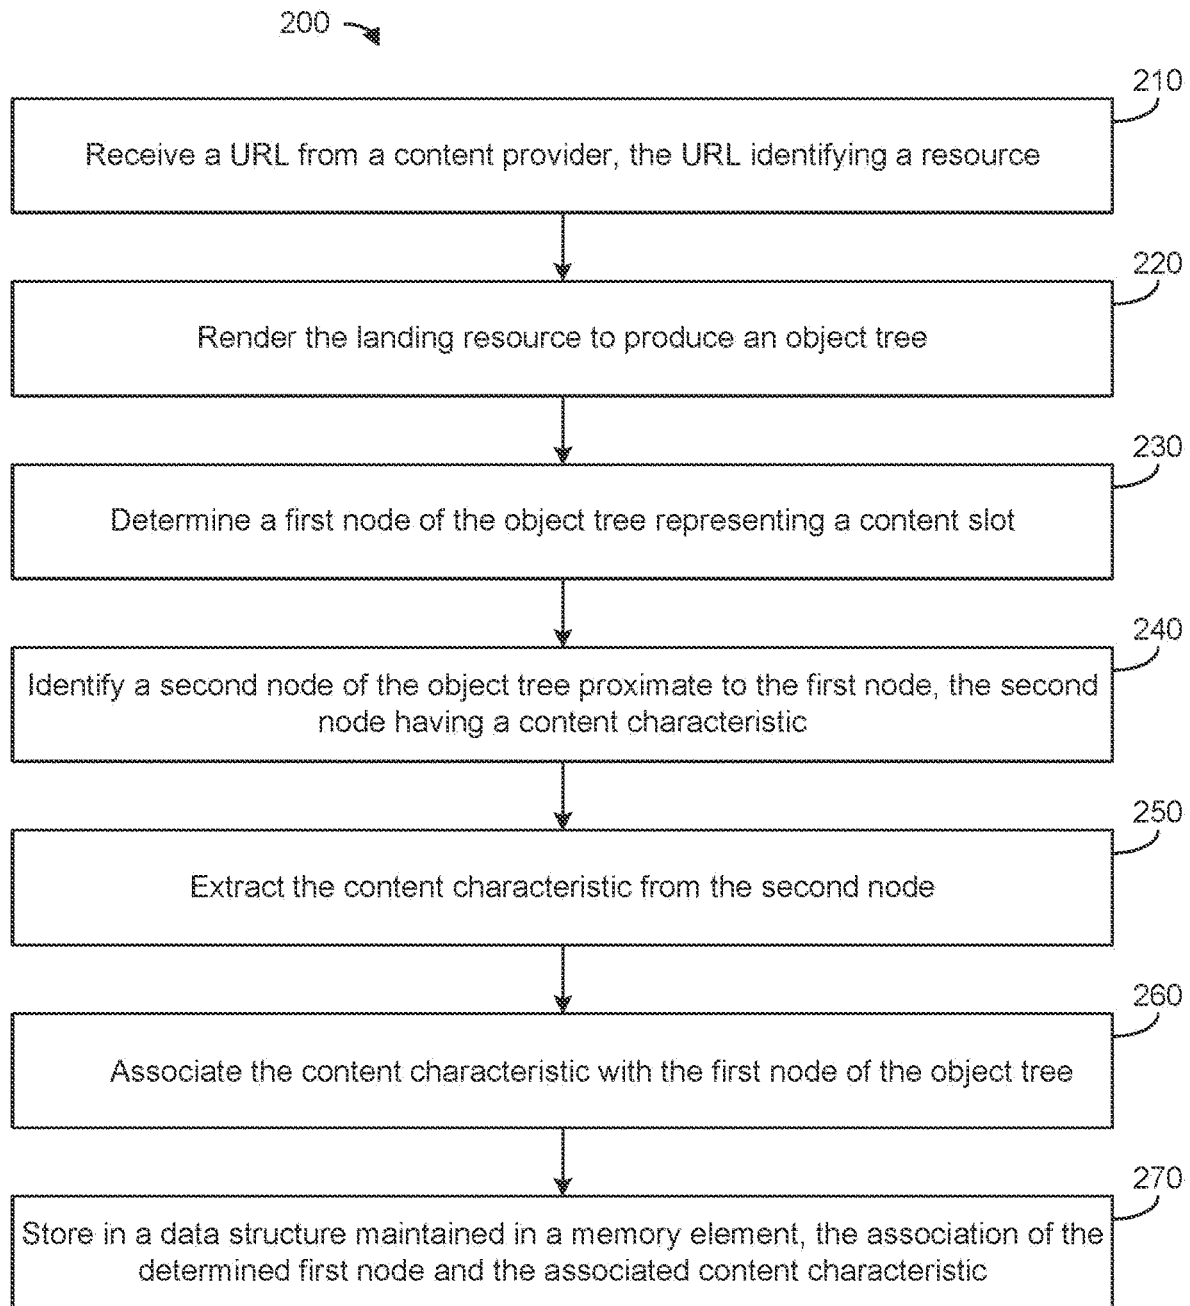 200
210
Receive a URL from a content provider, the URL identifying a resource
220
Render the landing resource to produce an object tree
230
Determine a first node of the object tree representing a content slot
240
Identify a second node of the object tree proximate to the first node, the second
node having a content characteristic
250
Extract the content characteristic from the second node
260
Associate the content characteristic with the first node of the object tree
270
Store in a data structure maintained in a memory element, the association of the
determined first node and the associated content characteristic